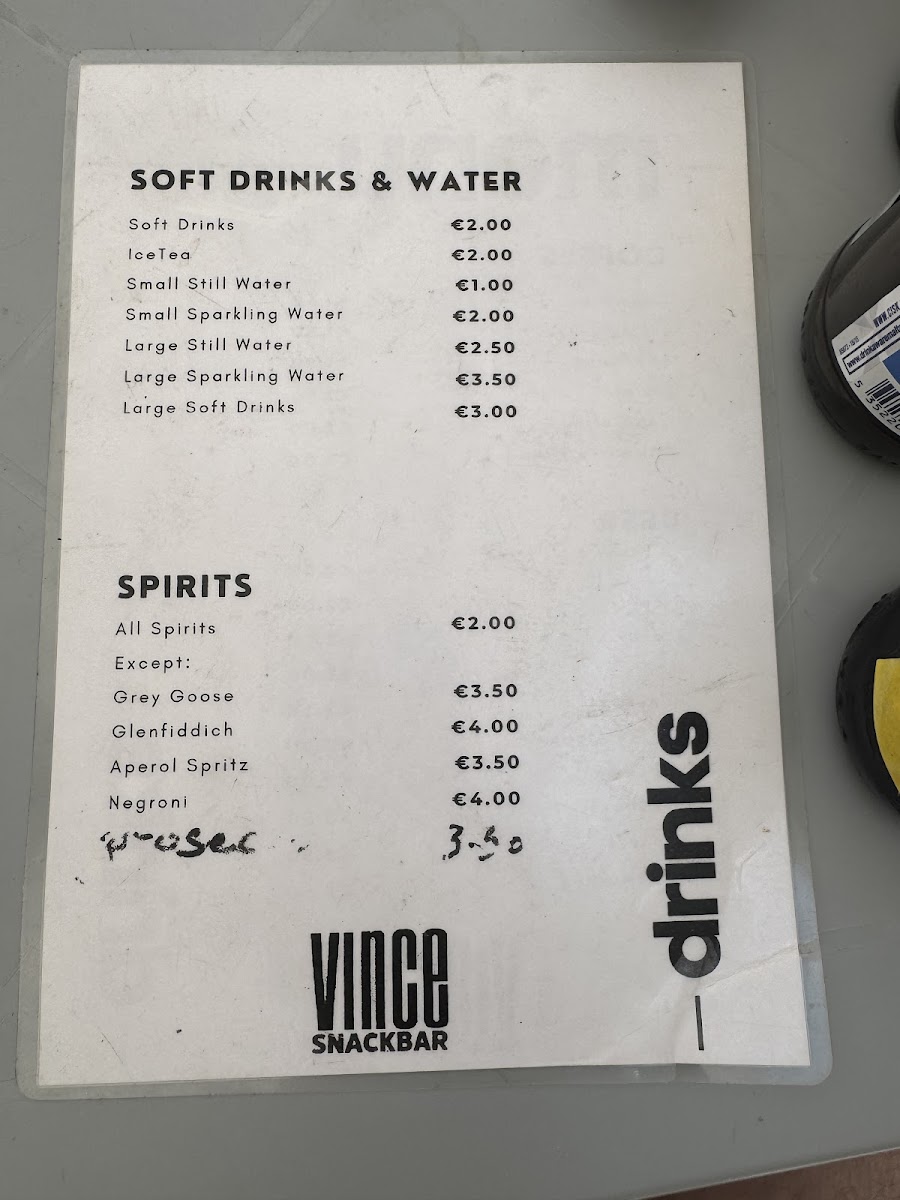 SOFT DRINKS & WATER
Soft Drinks €2.00
IceTea €2.00
Small Still Water €1.00
Small Sparkling Water €2.00
Large Still Water €2.50
Large Sparkling Water €3.50
Large Soft Drinks €3.00
SPIRITS
All Spirits €2.00
Except:
Grey Goose €3.50
Glenfiddich €4.00
Aperol Spritz €3.50
Negroni €4.00
prosec 3.50
drinks
VINCE
SNACKBAR
WWW.CISK